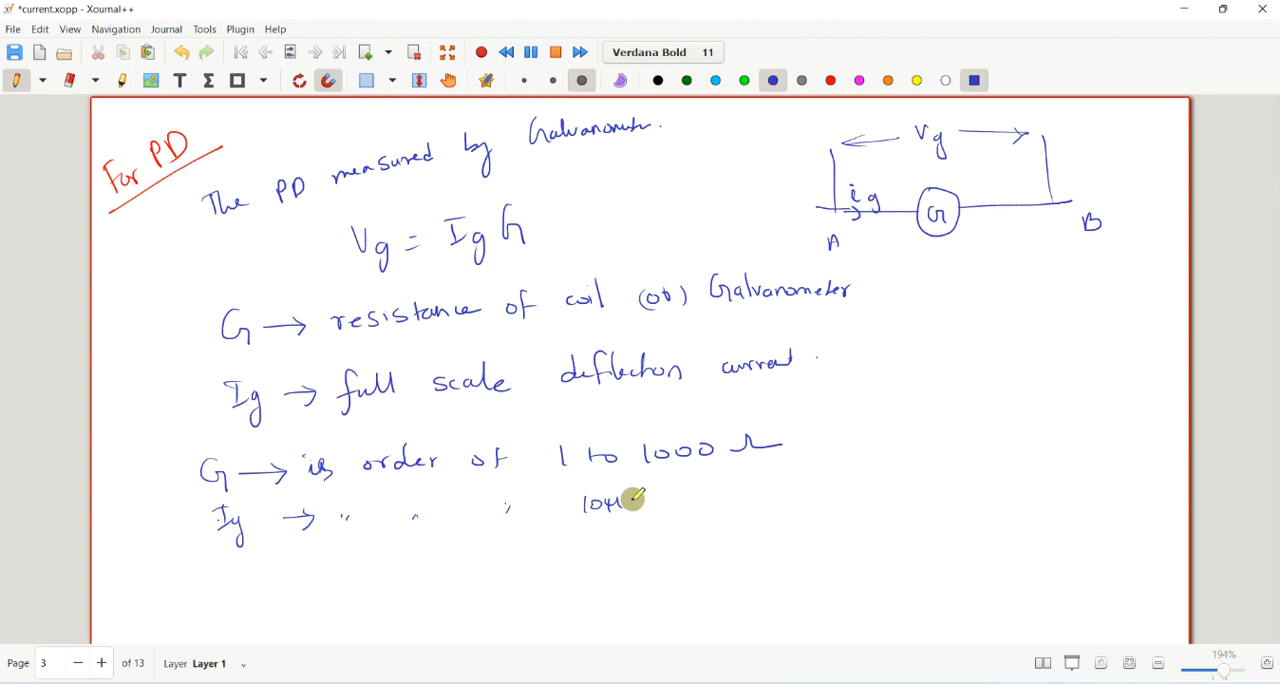 *current.xopp - Xournal++
File Edit View Navigation Journal Tools Plugin Help
Verdana Bold 11
For PD
The PD measured by Galvanometer.
Vg
ig
G
A
B
Vg = Ig G
G → resistance of coil (or) Galvanometer
Ig → full scale deflection current.
G → is order of 1 to 1000 Ω
Ig → " " " 10μ
Page 3 of 13 Layer Layer 1 194%